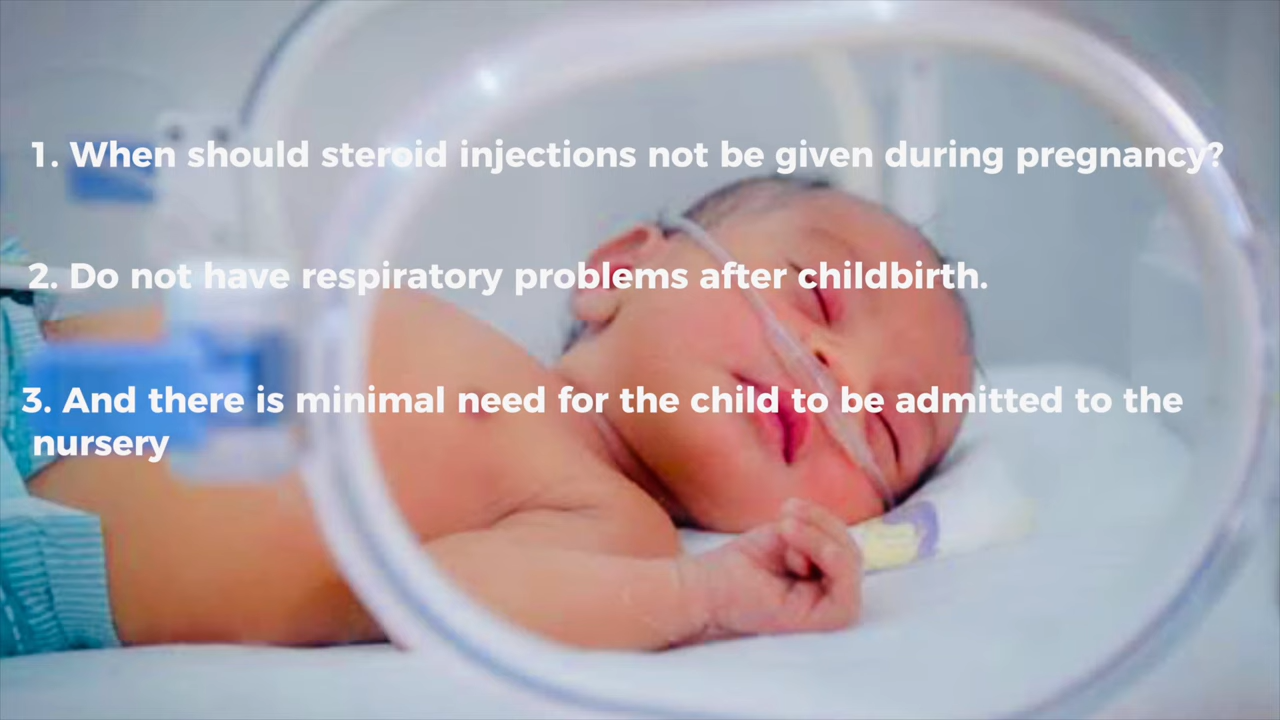 1. When should steroid injections not be given during pregnancy?
2. Do not have respiratory problems after childbirth.
3. And there is minimal need for the child to be admitted to the
nursery